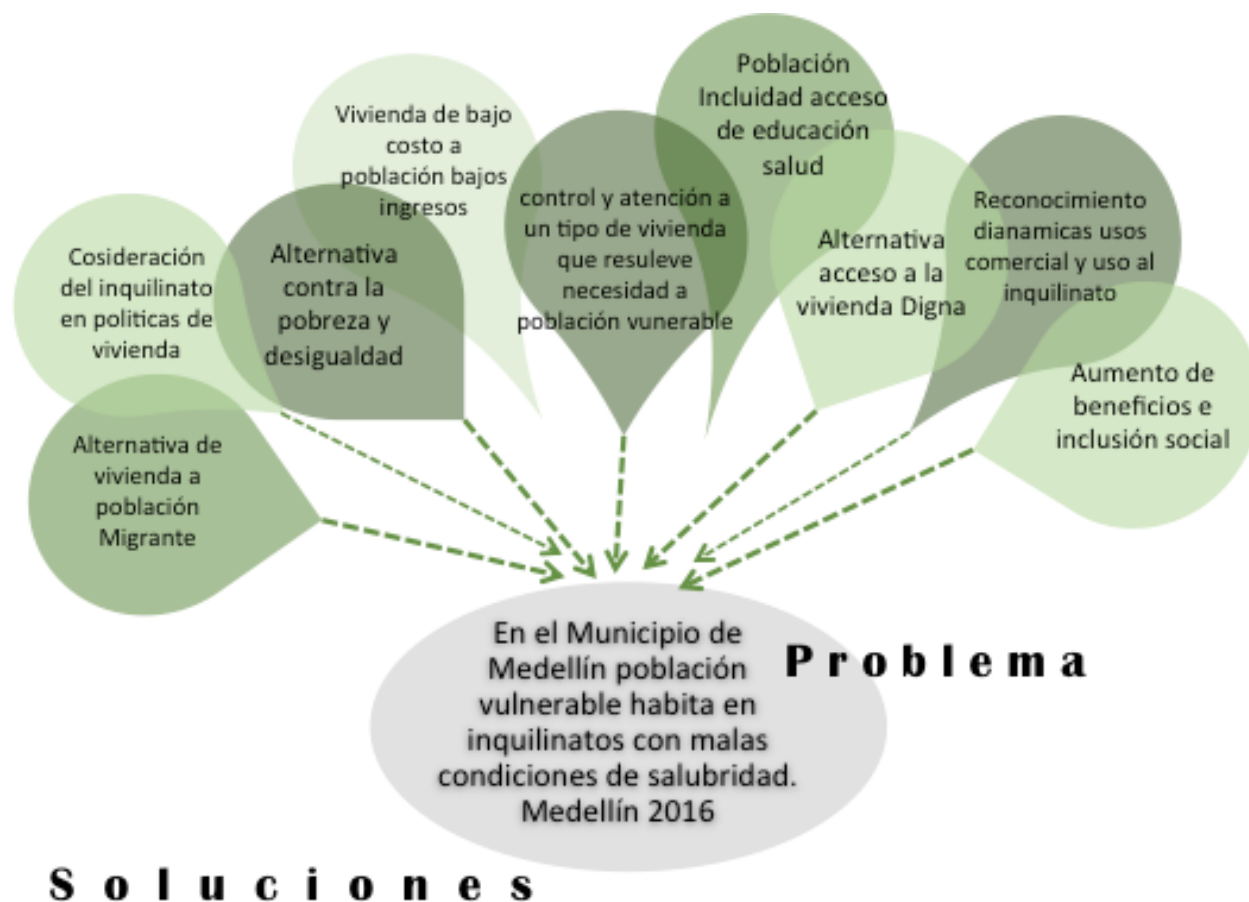 Alternativa de
vivienda a
población
Migrante
Cosideración
del inquilinato
en politicas de
vivienda
Alternativa
contra la
pobreza y
desigualdad
Vivienda de bajo
costo a
población bajos
ingresos
control y atención a
un tipo de vivienda
que resuleve
necesidad a
población vunerable
Población
Incluidad acceso
de educación
salud
Alternativa
acceso a la
vivienda Digna
Reconocimiento
dianamicas usos
comercial y uso al
inquilinato
Aumento de
beneficios e
inclusión social
En el Municipio de
Medellín población
vulnerable habita en
inquilinatos con malas
condiciones de salubridad.
Medellín 2016
Problema
Soluciones